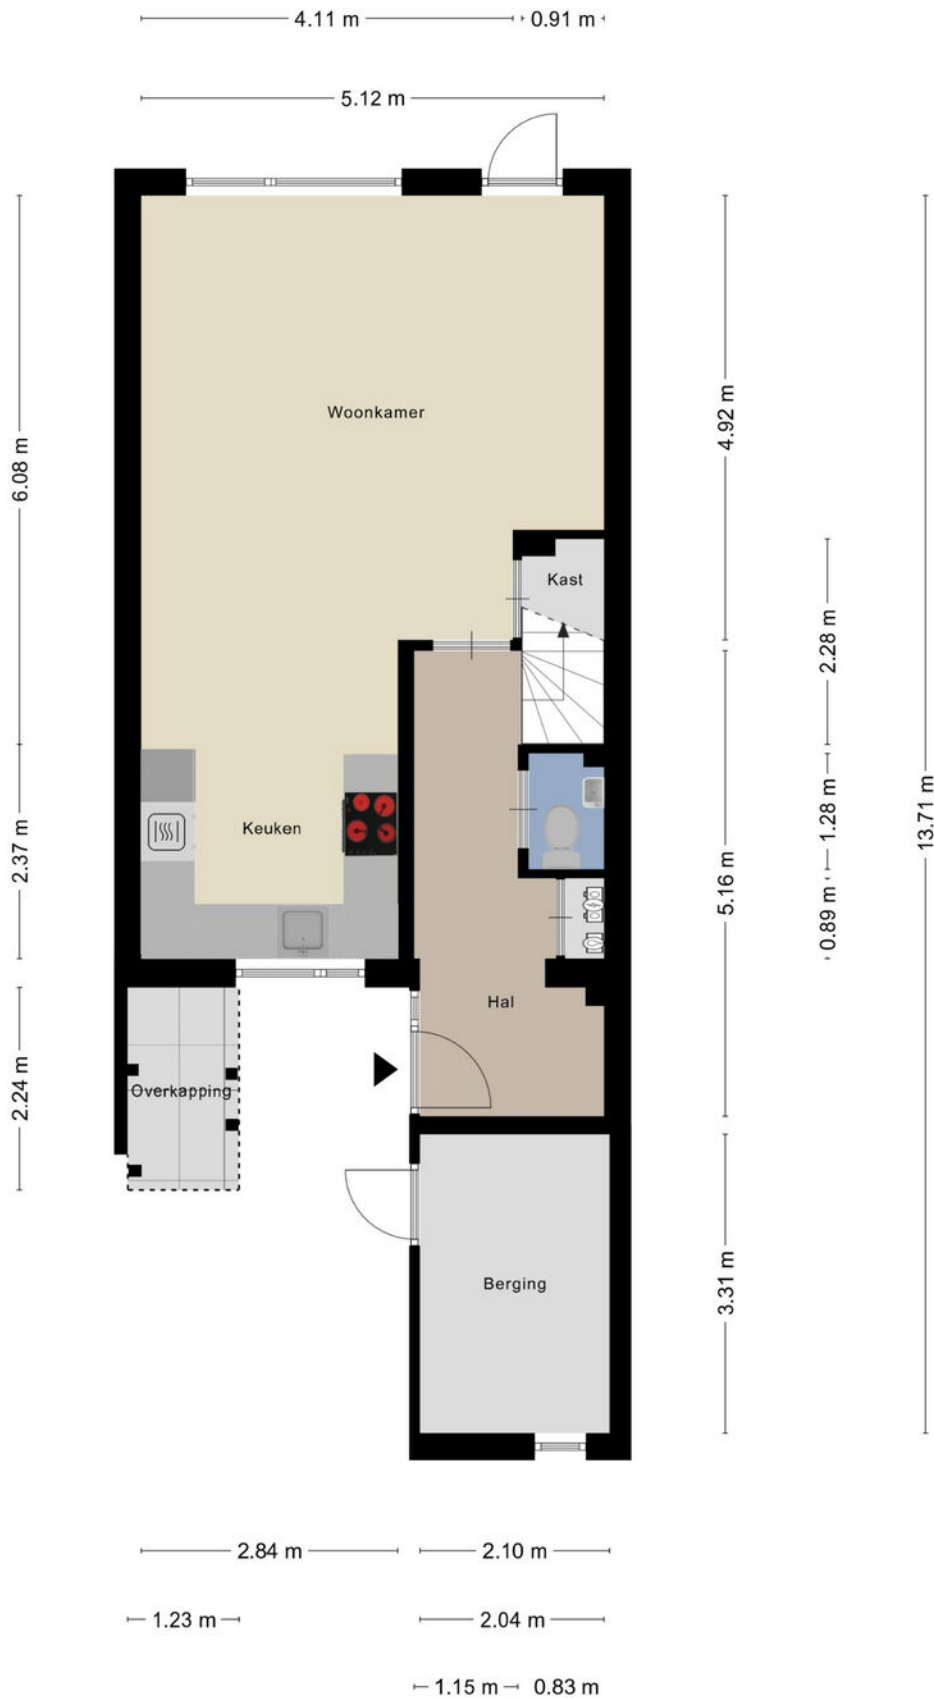 4.11 m
0.91 m
5.12 m
Woonkamer
6.08 m
4.92 m
Kast
2.28 m
Keuken
2.37 m
1.28 m
13.71 m
5.16 m
0.89 m
Hal
Overkapping
2.24 m
Berging
3.31 m
2.84 m
2.10 m
1.23 m
2.04 m
1.15 m
0.83 m